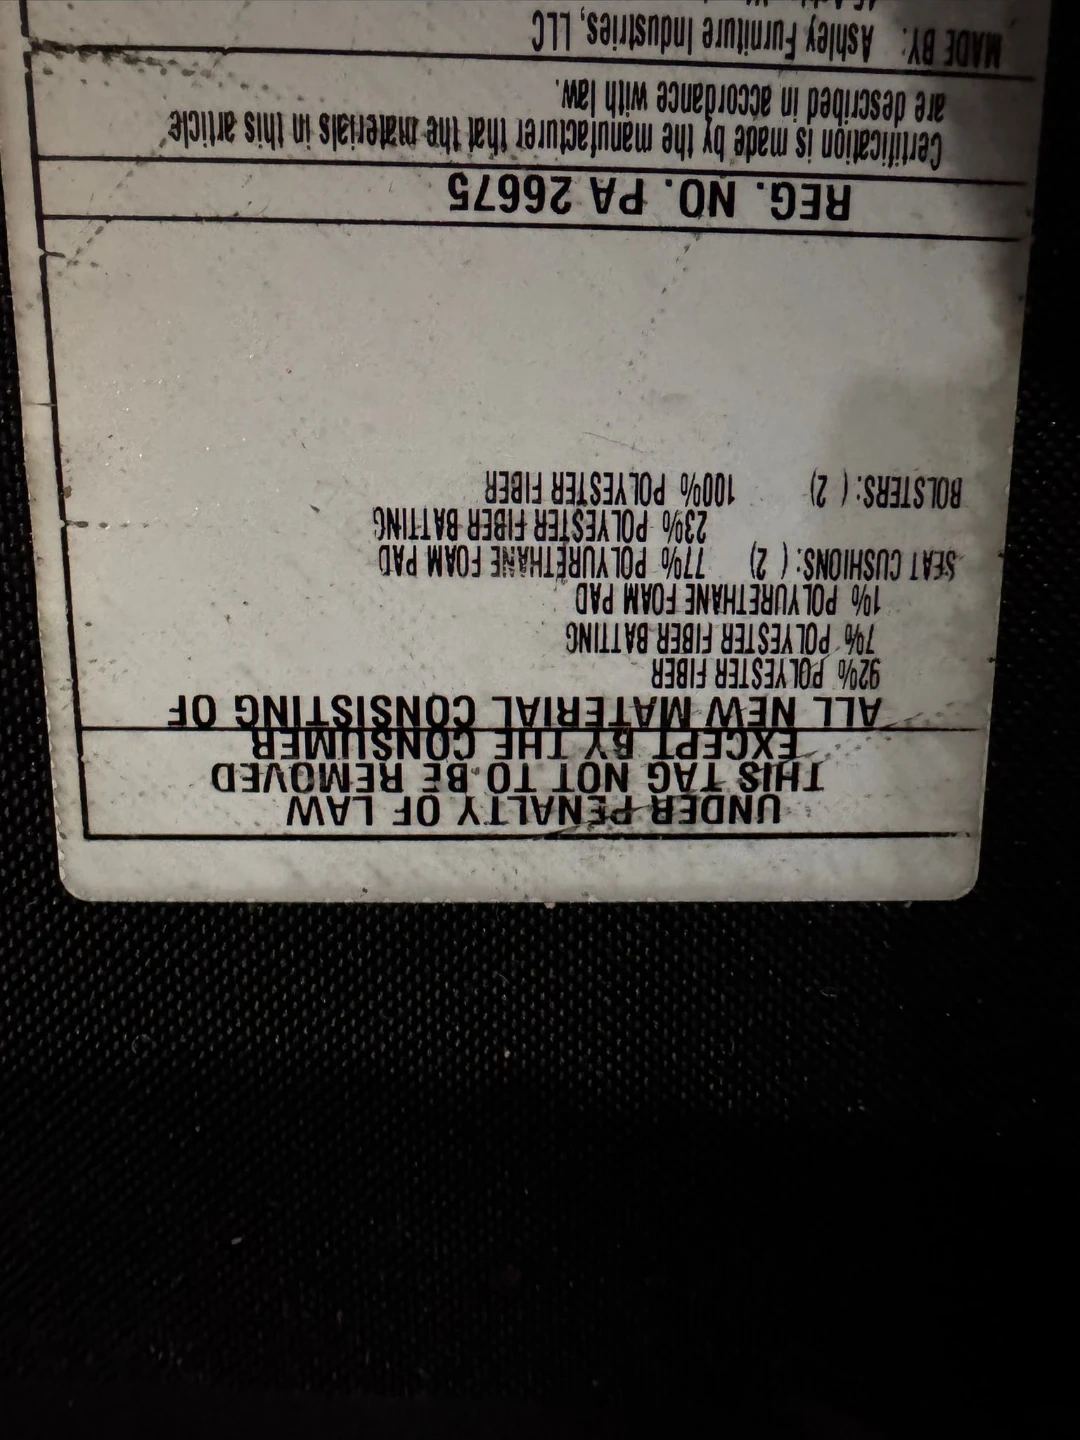 UNDER PENALTY OF LAW
THIS TAG NOT TO BE REMOVED
EXCEPT BY THE CONSUMER
ALL NEW MATERIAL CONSISTING OF
92% POLYESTER FIBER
7% POLYESTER FIBER BATTING
1% POLYURETHANE FOAM PAD
SEAT CUSHIONS: ( 2) 77% POLYURETHANE FOAM PAD
23% POLYESTER FIBER BATTING
BOLSTERS: ( 2) 100% POLYESTER FIBER
REG. NO. PA 26675
Certification is made by the manufacturer that the materials in this article
are described in accordance with law.
MADE BY: Ashley Furniture Industries, LLC